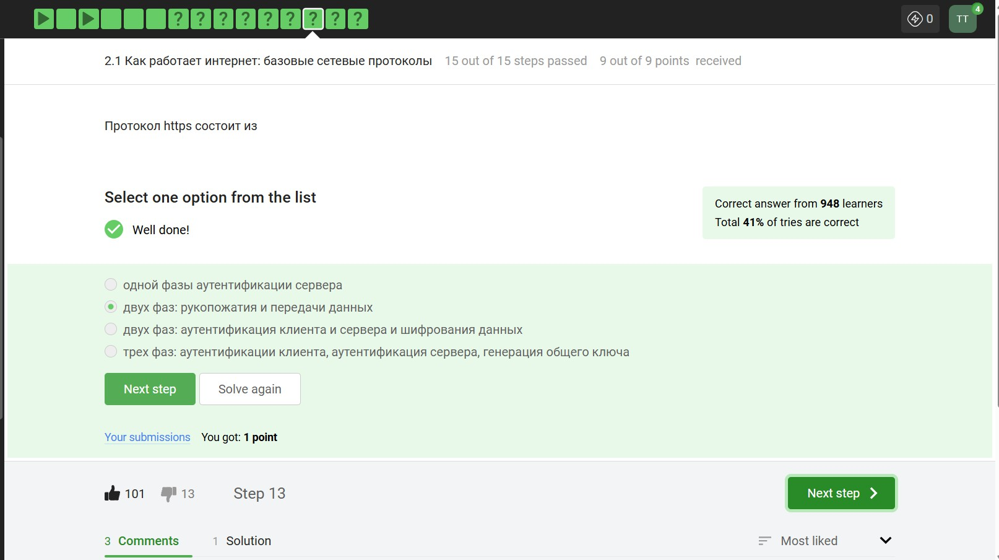 ? ? ? ? ? ? ? ? ?
0
TT
4
2.1 Как работает интернет: базовые сетевые протоколы 15 out of 15 steps passed 9 out of 9 points received
Протокол https состоит из
Select one option from the list
Well done!
Correct answer from 948 learners
Total 41% of tries are correct
одной фазы аутентификации сервера
двух фаз: рукопожатия и передачи данных
двух фаз: аутентификация клиента и сервера и шифрования данных
трех фаз: аутентификации клиента, аутентификация сервера, генерация общего ключа
Next step Solve again
Your submissions You got: 1 point
101 13 Step 13 Next step
3 Comments 1 Solution Most liked